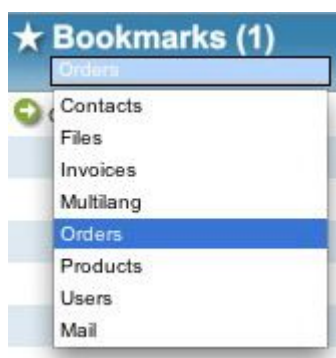 Bookmarks (1)
Orders
Contacts
Files
Invoices
Multilang
Orders
Products
Users
Mail